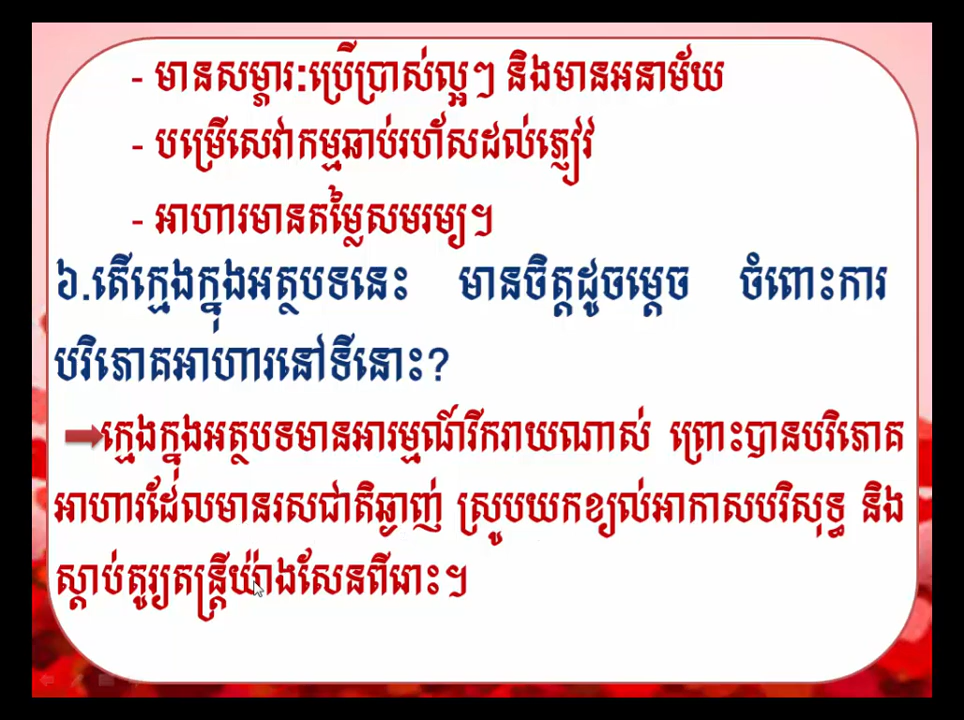 - មានសម្ភារ:ប្រើប្រាស់ល្អៗ និងមានអនាម័យ
- បម្រើសេវាកម្មឆាប់រហ័សដល់ភ្ញៀវ
- អាហារមានតម្លៃសមរម្យ។
៦.តើក្មេងក្នុងអត្ថបទនេះ មានចិត្តដូចម្ដេច ចំពោះការ
បរិភោគអាហារនៅទីនោះ?
ក្មេងក្នុងអត្ថបទមានអារម្មណ៍រីករាយណាស់ ព្រោះបានបរិភោគ
អាហារដែលមានរសជាតិឆ្ងាញ់ ស្រូបយកខ្យល់អាកាសបរិសុទ្ធ និង
ស្ដាប់តូរ្យតន្ត្រីយ៉ាងសែនពីរោះ។